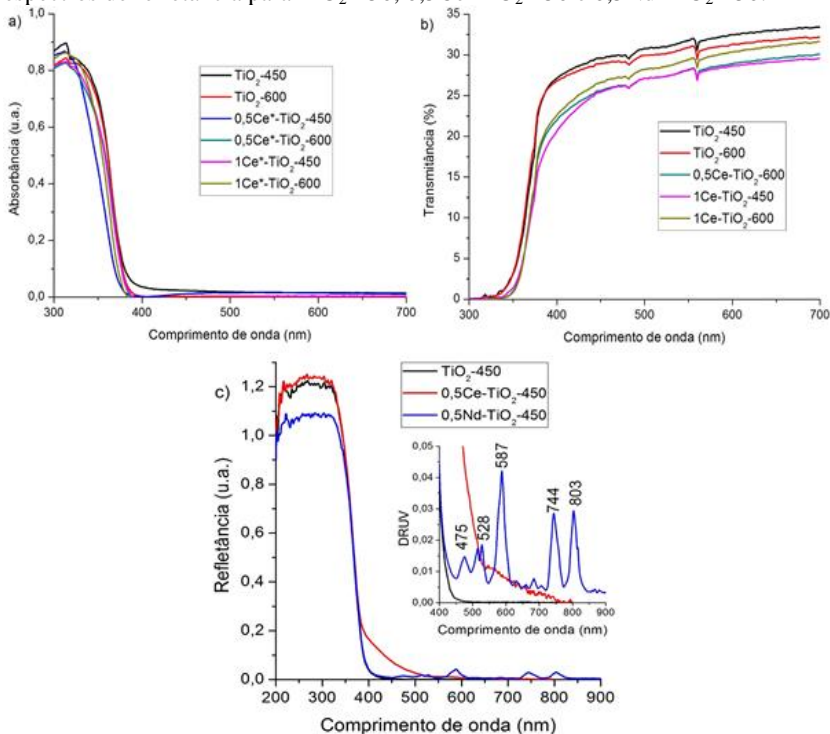 a)
Absorbância (u.a.)
1,0
0,8
0,6
0,4
0,2
0,0
300 400 500 600 700
Comprimento de onda (nm)
TiO2-450
TiO2-600
0,5Ce*-TiO2-450
0,5Ce*-TiO2-600
1Ce*-TiO2-450
1Ce*-TiO2-600
b)
Transmitância (%)
35
30
25
20
15
10
5
0
300 400 500 600 700
Comprimento de onda (nm)
TiO2-450
TiO2-600
0,5Ce-TiO2-600
1Ce-TiO2-450
1Ce-TiO2-600
c)
Refletância (u.a.)
1,2
1,0
0,8
0,6
0,4
0,2
0,0
200 300 400 500 600 700 800 900
Comprimento de onda (nm)
TiO2-450
0,5Ce-TiO2-450
0,5Nd-TiO2-450
DRUV
0,05
0,04
0,03
0,02
0,01
0,00
475
528
587
744
803
400 500 600 700 800 900
Comprimento de onda (nm)